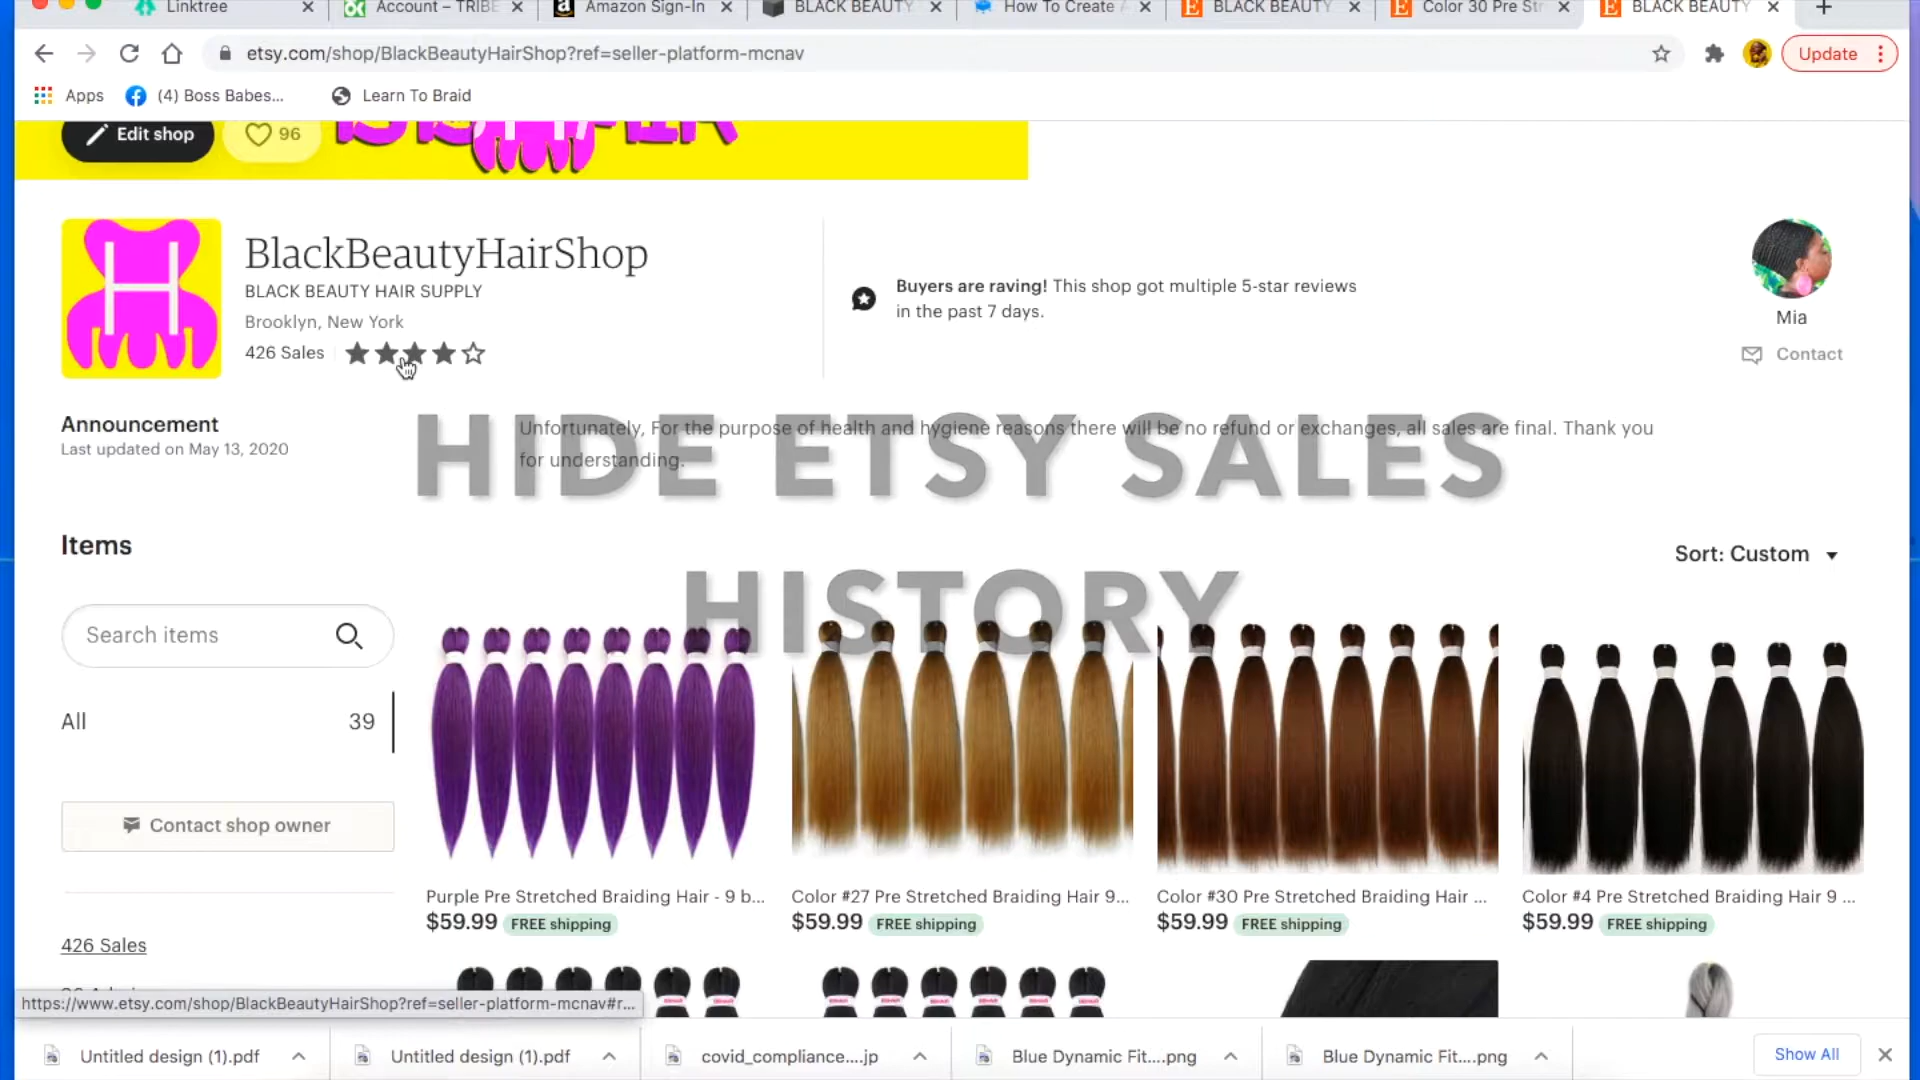 Linktree
Account – TRIBE
Amazon Sign-In
BLACK BEAUTY
How To Create A
BLACK BEAUTY
Color 30 Pre Str
BLACK BEAUTY
etsy.com/shop/BlackBeautyHairShop?ref=seller-platform-mcnav
Update
Apps
(4) Boss Babes...
Learn To Braid
Edit shop
96
H
BlackBeautyHairShop
BLACK BEAUTY HAIR SUPPLY
Brooklyn, New York
426 Sales
Buyers are raving! This shop got multiple 5-star reviews
in the past 7 days.
Mia
Contact
Announcement
Last updated on May 13, 2020
Unfortunately, For the purpose of health and hygiene reasons there will be no refund or exchanges, all sales are final. Thank you
for understanding.
HIDE ETSY SALES
HISTORY
Items
Sort: Custom
Search items
All 39
Contact shop owner
426 Sales
Purple Pre Stretched Braiding Hair - 9 b...
$59.99 FREE shipping
Color #27 Pre Stretched Braiding Hair 9...
$59.99 FREE shipping
Color #30 Pre Stretched Braiding Hair ...
$59.99 FREE shipping
Color #4 Pre Stretched Braiding Hair 9 ...
$59.99 FREE shipping
https://www.etsy.com/shop/BlackBeautyHairShop?ref=seller-platform-mcnav#r...
Untitled design (1).pdf
Untitled design (1).pdf
covid_compliance....jp
Blue Dynamic Fit....png
Blue Dynamic Fit....png
Show All